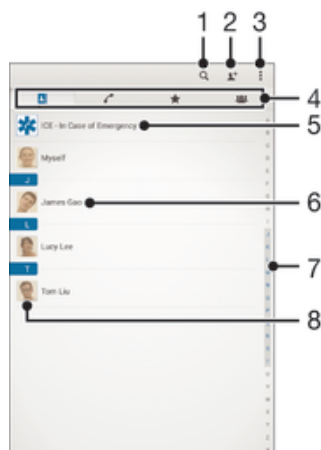 1 2 3
4
ICE - In Case of Emergency
5
Myself
J
James Gao
6
L
Lucy Lee
7
T
Tom Liu
8